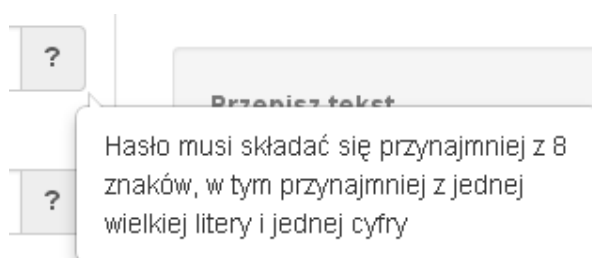 ?
Przepisz tekst
Hasło musi składać się przynajmniej z 8
znaków, w tym przynajmniej z jednej
?
wielkiej litery i jednej cyfry